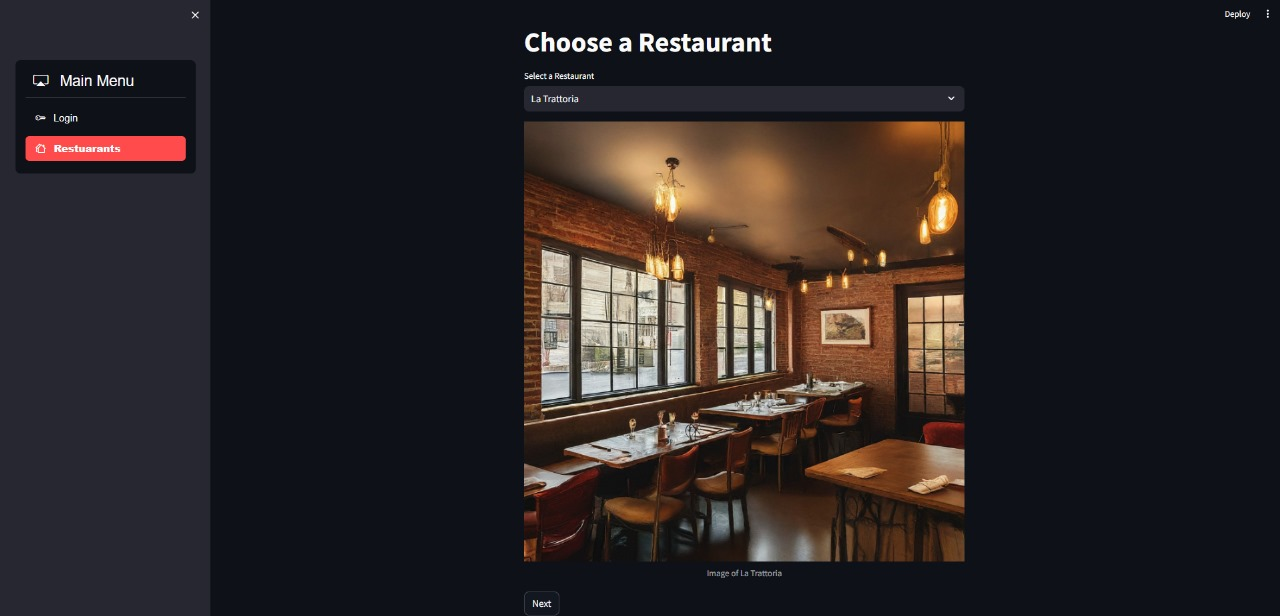 Deploy
Main Menu
Login
Restuarants
Choose a Restaurant
Select a Restaurant
La Trattoria
Image of La Trattoria
Next